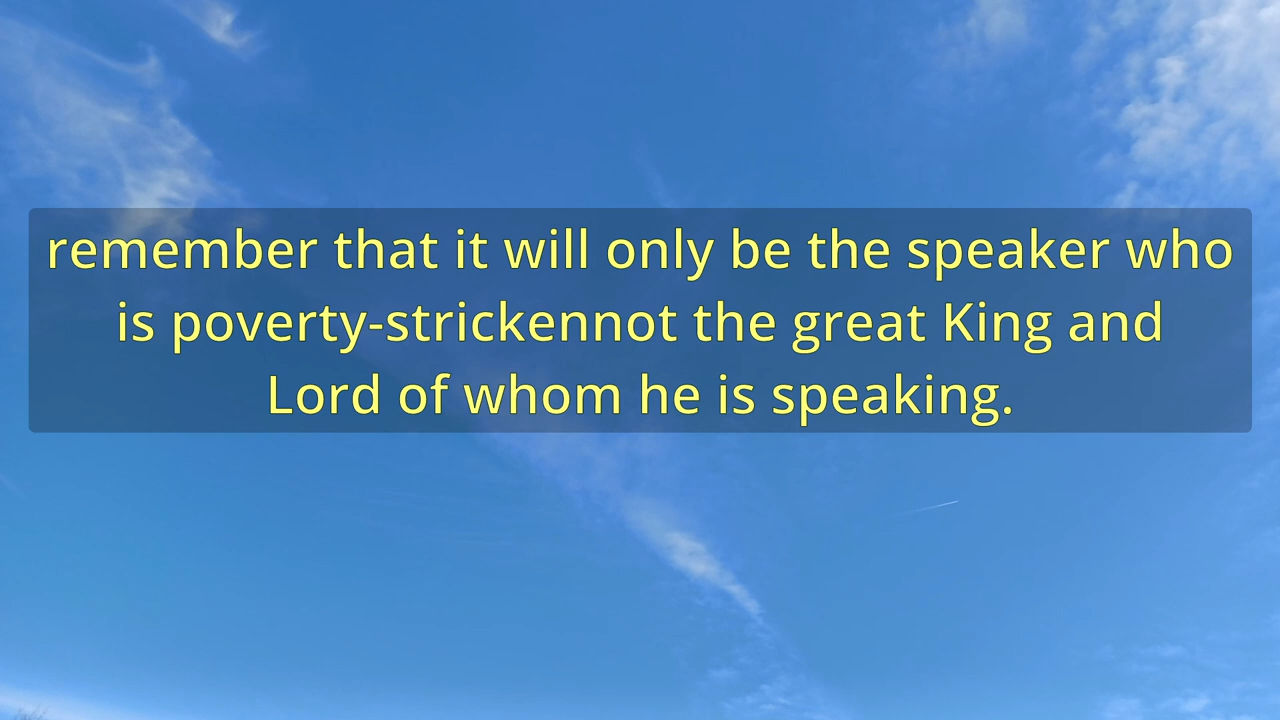 remember that it will only be the speaker who
is poverty-strickennot the great King and
Lord of whom he is speaking.